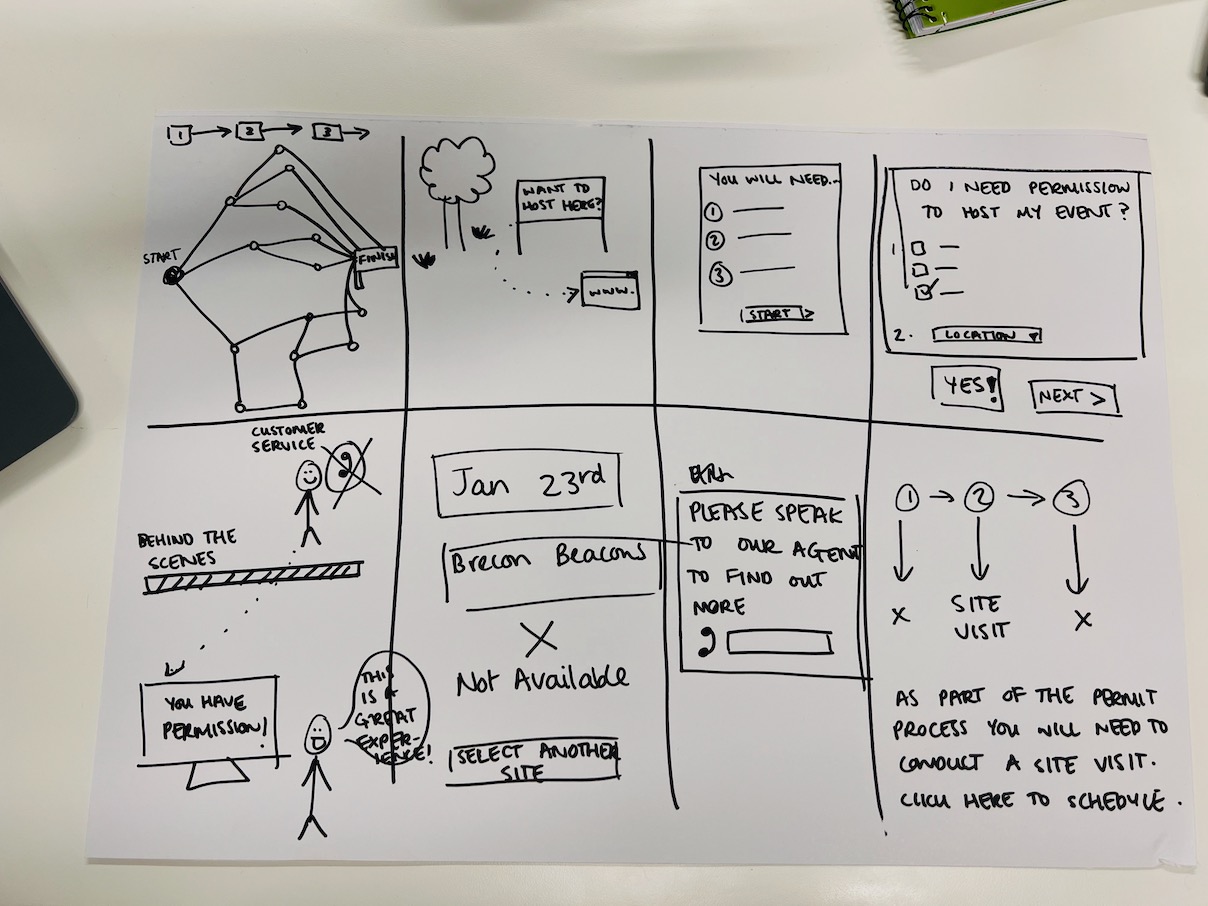 1 2 3
START
FINISH
WANT TO
HOST HERE?
WWW.
YOU WILL NEED...
1
2
3
START >
DO I NEED PERMISSION
TO HOST MY EVENT?
1
2. LOCATION
YES!
NEXT >
CUSTOMER
SERVICE
BEHIND THE
SCENES
YOU HAVE
PERMISSION!
THIS
IS A
GREAT
EXPER-
IENCE!
Jan 23rd
Brecon Beacons
X
Not Available
SELECT ANOTHER
SITE
PLEASE SPEAK
TO OUR AGENT
TO FIND OUT
MORE
1 2 3
X SITE X
VISIT
AS PART OF THE PERMIT
PROCESS YOU WILL NEED TO
CONDUCT A SITE VISIT.
CLICK HERE TO SCHEDULE.